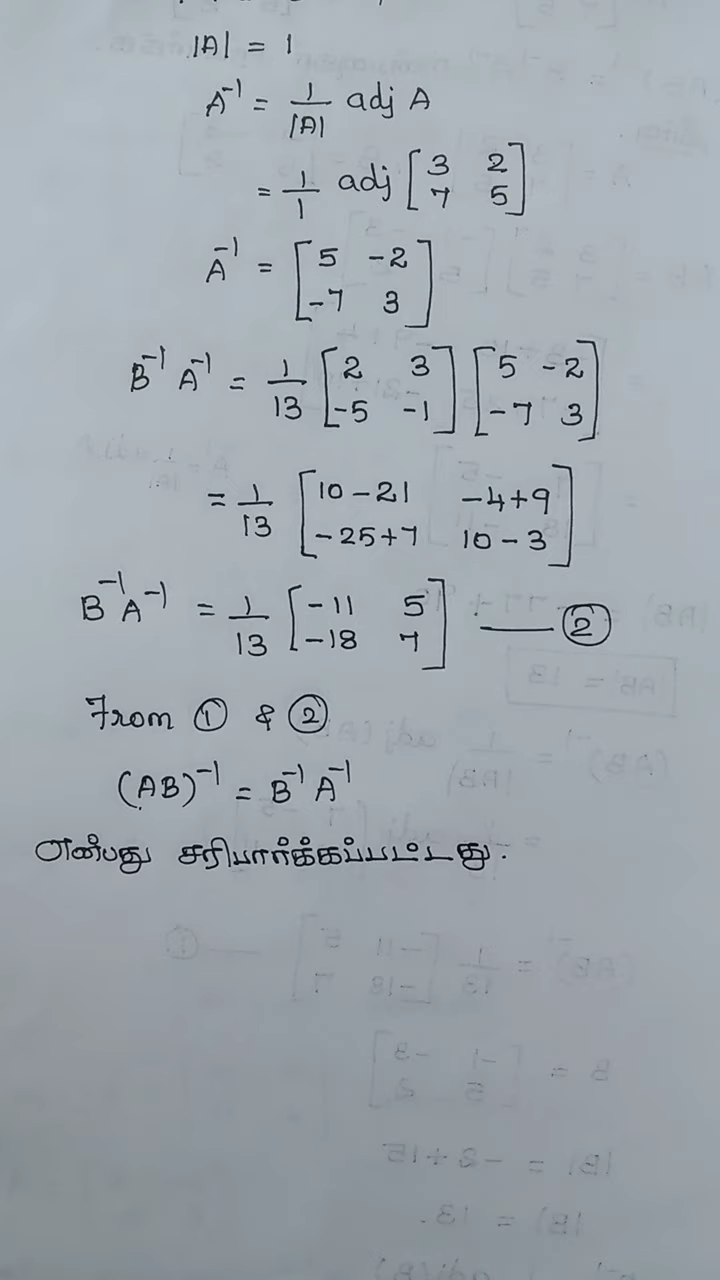 |A| = 1
A⁻¹ = 1/|A| adj A
= 1/1 adj [3 2
7 5]
A⁻¹ = [5 -2
-7 3]
B⁻¹ A⁻¹ = 1/13 [2 3
-5 -1] [5 -2
-7 3]
= 1/13 [10-21 -4+9
-25+7 10-3]
B⁻¹A⁻¹ = 1/13 [-11 5
-18 7] —— ②
From ① & ②
(AB)⁻¹ = B⁻¹ A⁻¹
என்பது சரிபார்க்கப்பட்டது.